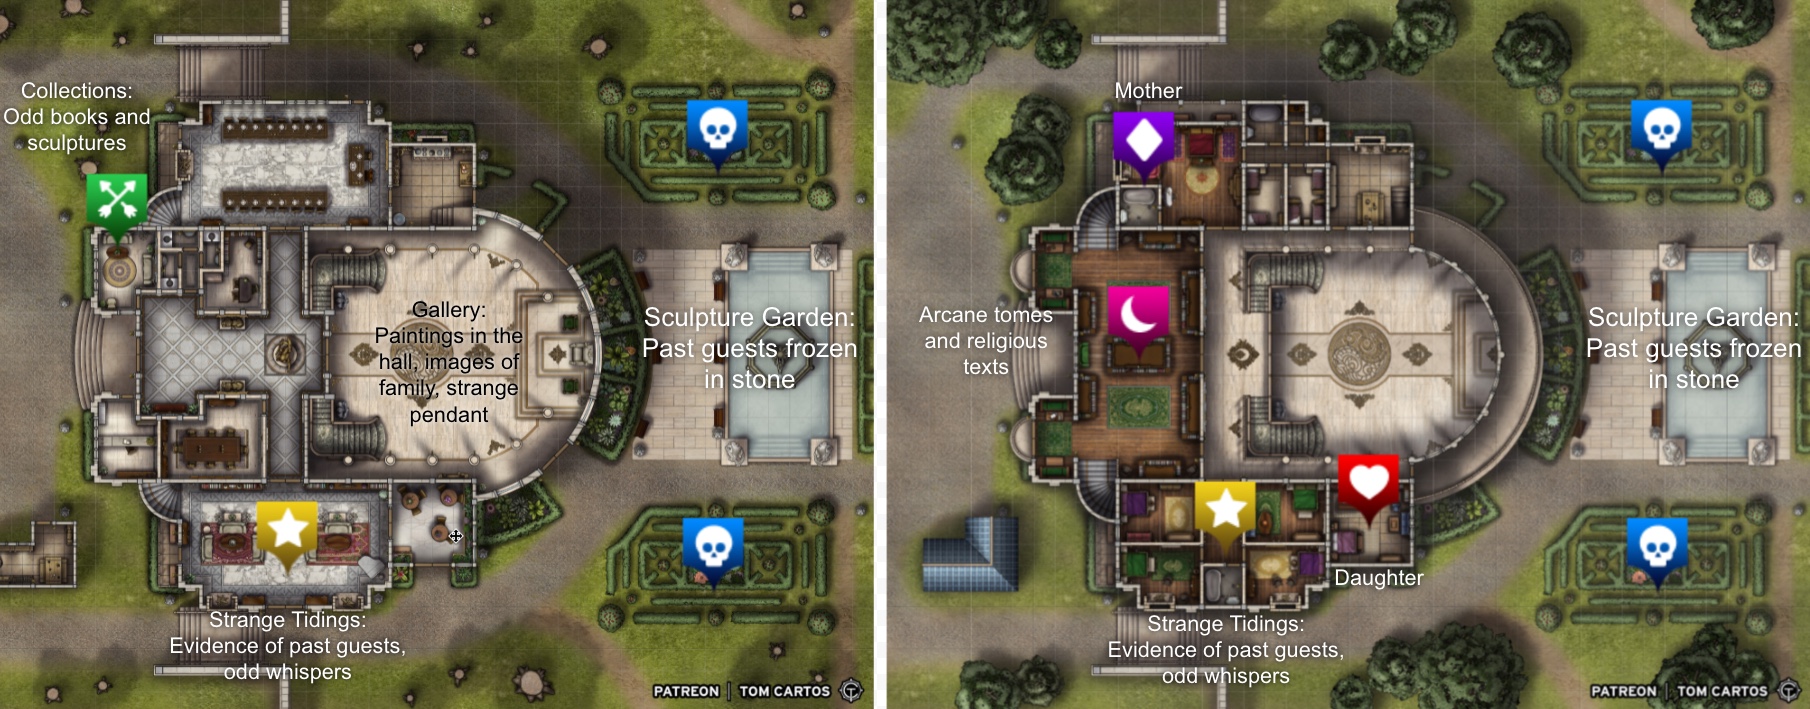 Collections:
Odd books and
sculptures
Gallery:
Paintings in the
hall, images of
family, strange
pendant
Sculpture Garden:
Past guests frozen
in stone
Strange Tidings:
Evidence of past guests,
odd whispers
PATREON | TOM CARTOS
Mother
Arcane tomes
and religious
texts
Sculpture Garden:
Past guests frozen
in stone
Daughter
Strange Tidings:
Evidence of past guests,
odd whispers
PATREON | TOM CARTOS